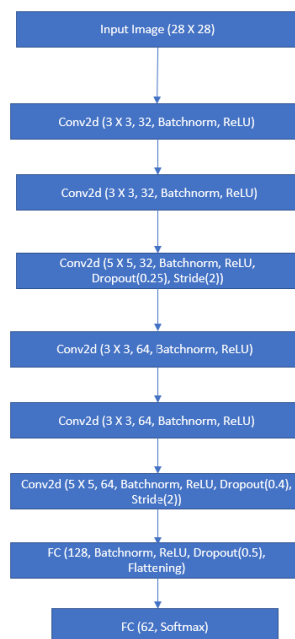 Input Image (28 X 28)
Conv2d (3 X 3, 32, Batchnorm, ReLU)
Conv2d (3 X 3, 32, Batchnorm, ReLU)
Conv2d (5 X 5, 32, Batchnorm, ReLU,
Dropout(0.25), Stride(2))
Conv2d (3 X 3, 64, Batchnorm, ReLU)
Conv2d (3 X 3, 64, Batchnorm, ReLU)
Conv2d (5 X 5, 64, Batchnorm, ReLU, Dropout(0.4),
Stride(2))
FC (128, Batchnorm, ReLU, Dropout(0.5),
Flattening)
FC (62, Softmax)